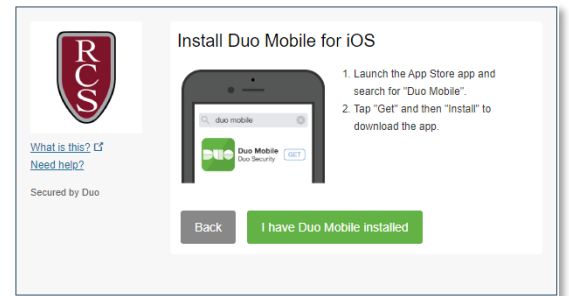 RCS
What is this?
Need help?
Secured by Duo
Install Duo Mobile for iOS
duo mobile
DUO
Duo Mobile
Duo Security
GET
1. Launch the App Store app and
search for "Duo Mobile".
2. Tap "Get" and then "Install" to
download the app.
Back
I have Duo Mobile installed